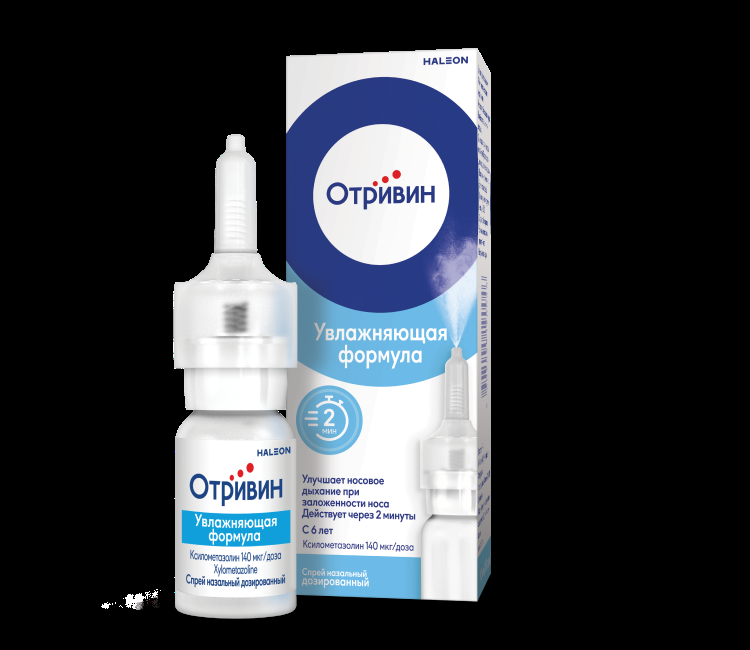 HALEON
Отривин
Увлажняющая
формула
2
мин
Улучшает носовое
дыхание при
заложенности носа
Действует через 2 минуты
С 6 лет
Ксилометазолин 140 мкг/доза
Спрей назальный
дозированный
HALEON
Отривин
Увлажняющая
формула
Ксилометазолин 140 мкг/доза
Xylometazoline
Спрей назальный дозированный